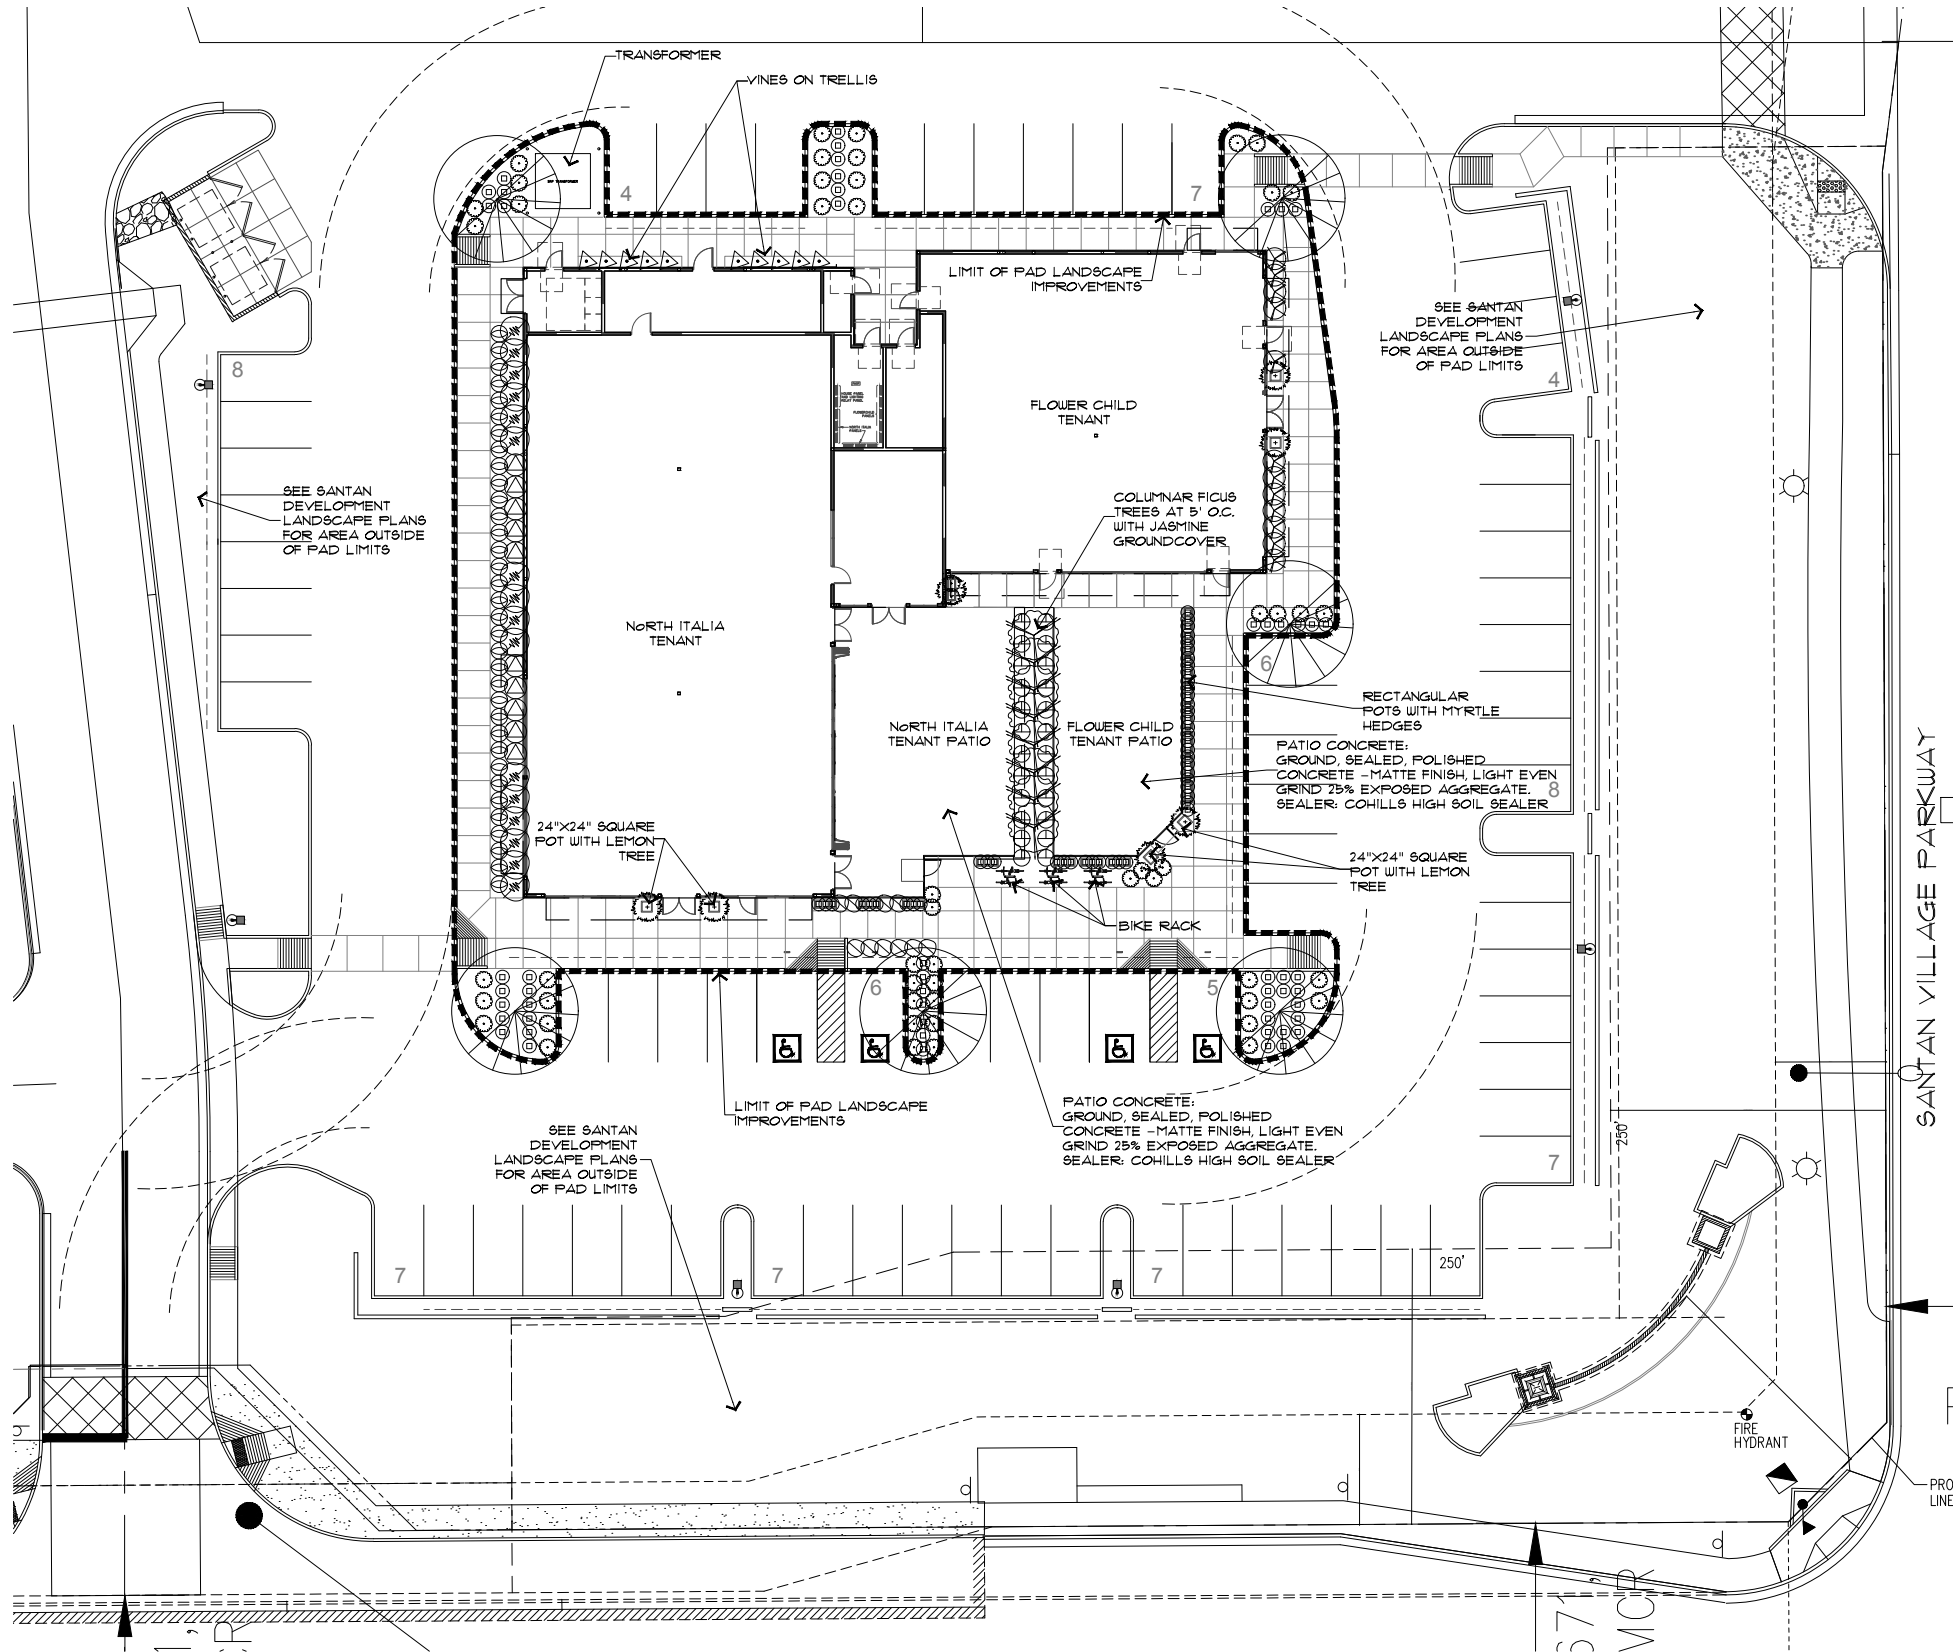 TRANSFORMER
VINES ON TRELLIS
SRP TRANSFORMER
4
7
LIMIT OF PAD LANDSCAPE
IMPROVEMENTS
SEE SANTAN
DEVELOPMENT
LANDSCAPE PLANS
FOR AREA OUTSIDE
OF PAD LIMITS
4
8
FLOWER CHILD
TENANT
SEE SANTAN
DEVELOPMENT
LANDSCAPE PLANS
FOR AREA OUTSIDE
OF PAD LIMITS
COLUMNAR FICUS
TREES AT 5' O.C.
WITH JASMINE
GROUNDCOVER
NORTH ITALIA
TENANT
6
RECTANGULAR
POTS WITH MYRTLE
HEDGES
NORTH ITALIA
TENANT PATIO
FLOWER CHILD
TENANT PATIO
PATIO CONCRETE:
GROUND, SEALED, POLISHED
CONCRETE -MATTE FINISH, LIGHT EVEN
GRIND 25% EXPOSED AGGREGATE.
SEALER: COHILLS HIGH SOIL SEALER
8
SANTAN VILLAGE PARKWAY
24"X24" SQUARE
POT WITH LEMON
TREE
24"X24" SQUARE
POT WITH LEMON
TREE
BIKE RACK
6
5
LIMIT OF PAD LANDSCAPE
IMPROVEMENTS
PATIO CONCRETE:
GROUND, SEALED, POLISHED
CONCRETE -MATTE FINISH, LIGHT EVEN
GRIND 25% EXPOSED AGGREGATE.
SEALER: COHILLS HIGH SOIL SEALER
250'
7
SEE SANTAN
DEVELOPMENT
LANDSCAPE PLANS
FOR AREA OUTSIDE
OF PAD LIMITS
7
7
7
250'
FIRE
HYDRANT
PRO
LINE
67'
MCR